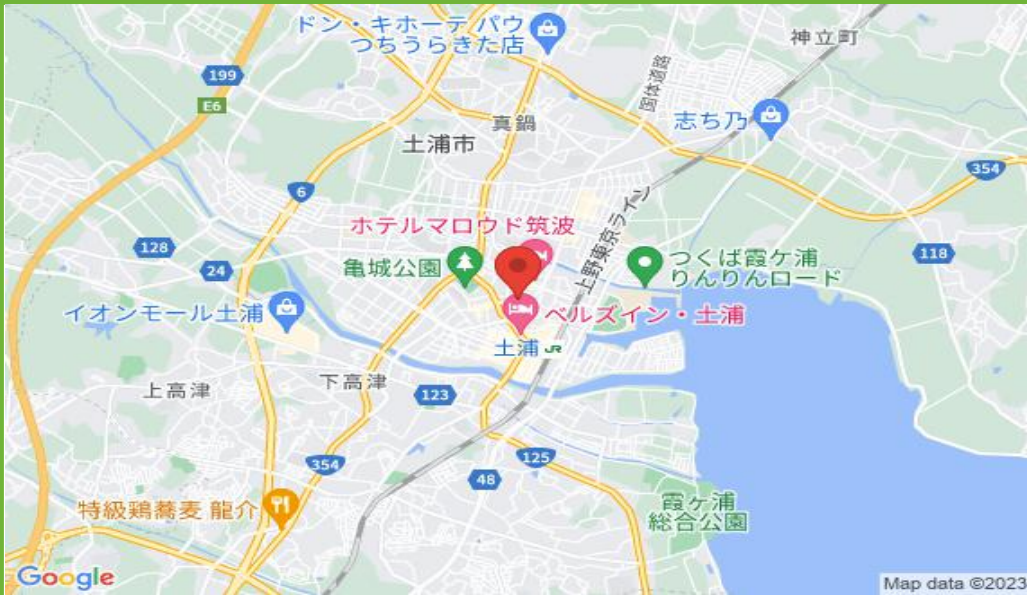 ドン・キホーテ パウ
つちうらきた店
神立町
199
E6
国体道路
真鍋
志ち乃
土浦市
354
6
上野東京ライン
ホテルマロウド筑波
128
118
24
亀城公園
つくば霞ケ浦
りんりんロード
イオンモール土浦
ベルズイン・土浦
土浦
JR
上高津
下高津
123
354
125
48
特級鶏蕎麦 龍介
霞ヶ浦
総合公園
Google
Map data ©2023